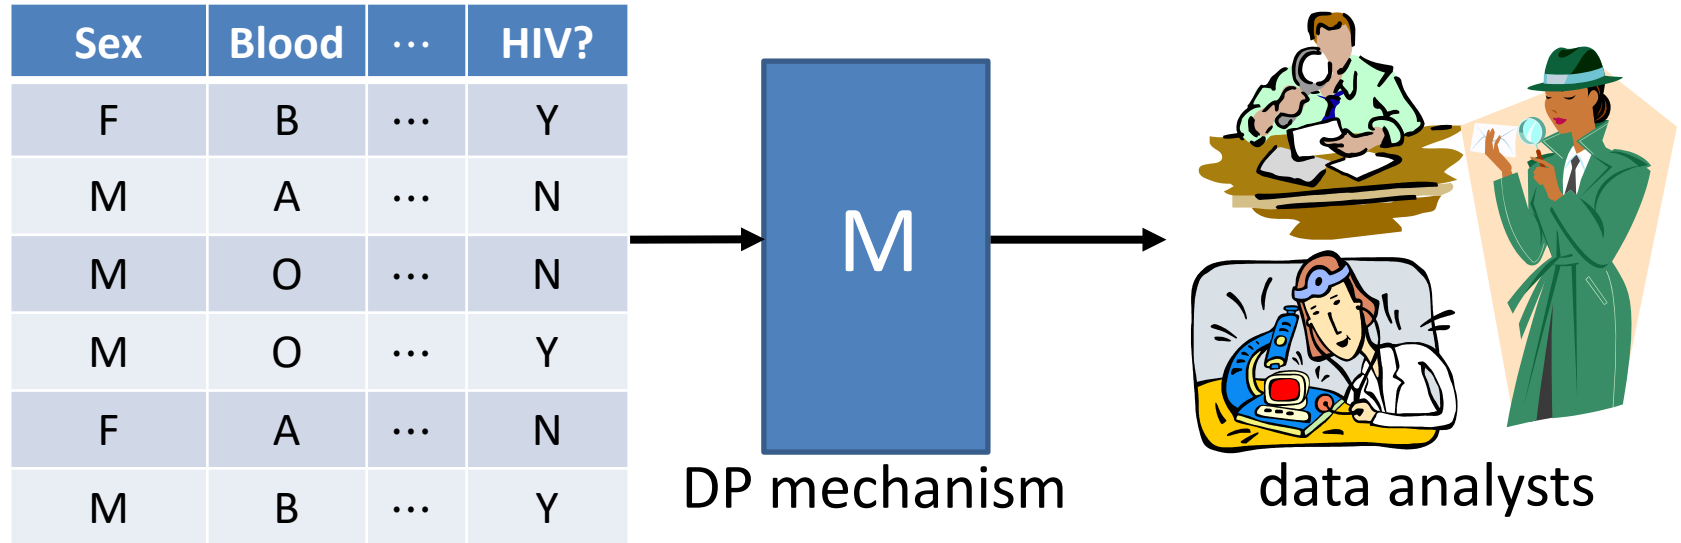 Sex Blood ... HIV?
F B ... Y
M A ... N
M O ... N
M O ... Y
F A ... N
M B ... Y
M
DP mechanism
data analysts